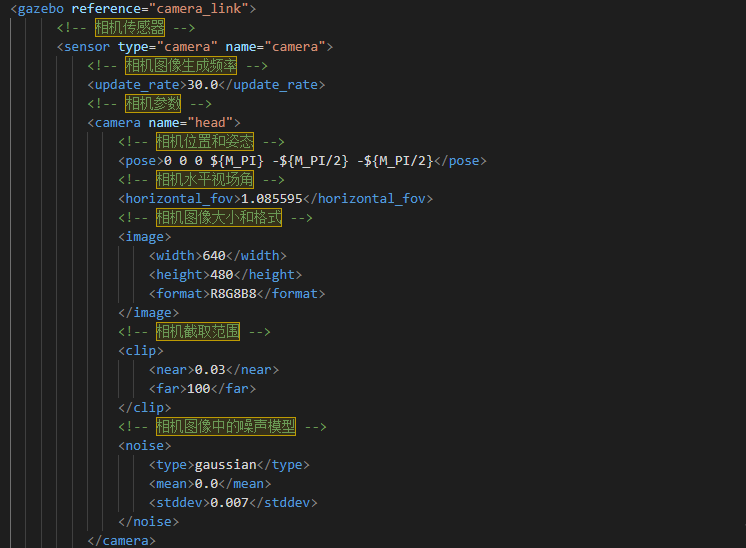 <gazebo reference="camera_link">
<!-- 相机传感器 -->
<sensor type="camera" name="camera">
<!-- 相机图像生成频率 -->
<update_rate>30.0</update_rate>
<!-- 相机参数 -->
<camera name="head">
<!-- 相机位置和姿态 -->
<pose>0 0 0 ${M_PI} -${M_PI/2} -${M_PI/2}</pose>
<!-- 相机水平视场角 -->
<horizontal_fov>1.085595</horizontal_fov>
<!-- 相机图像大小和格式 -->
<image>
<width>640</width>
<height>480</height>
<format>R8G8B8</format>
</image>
<!-- 相机截取范围 -->
<clip>
<near>0.03</near>
<far>100</far>
</clip>
<!-- 相机图像中的噪声模型 -->
<noise>
<type>gaussian</type>
<mean>0.0</mean>
<stddev>0.007</stddev>
</noise>
</camera>